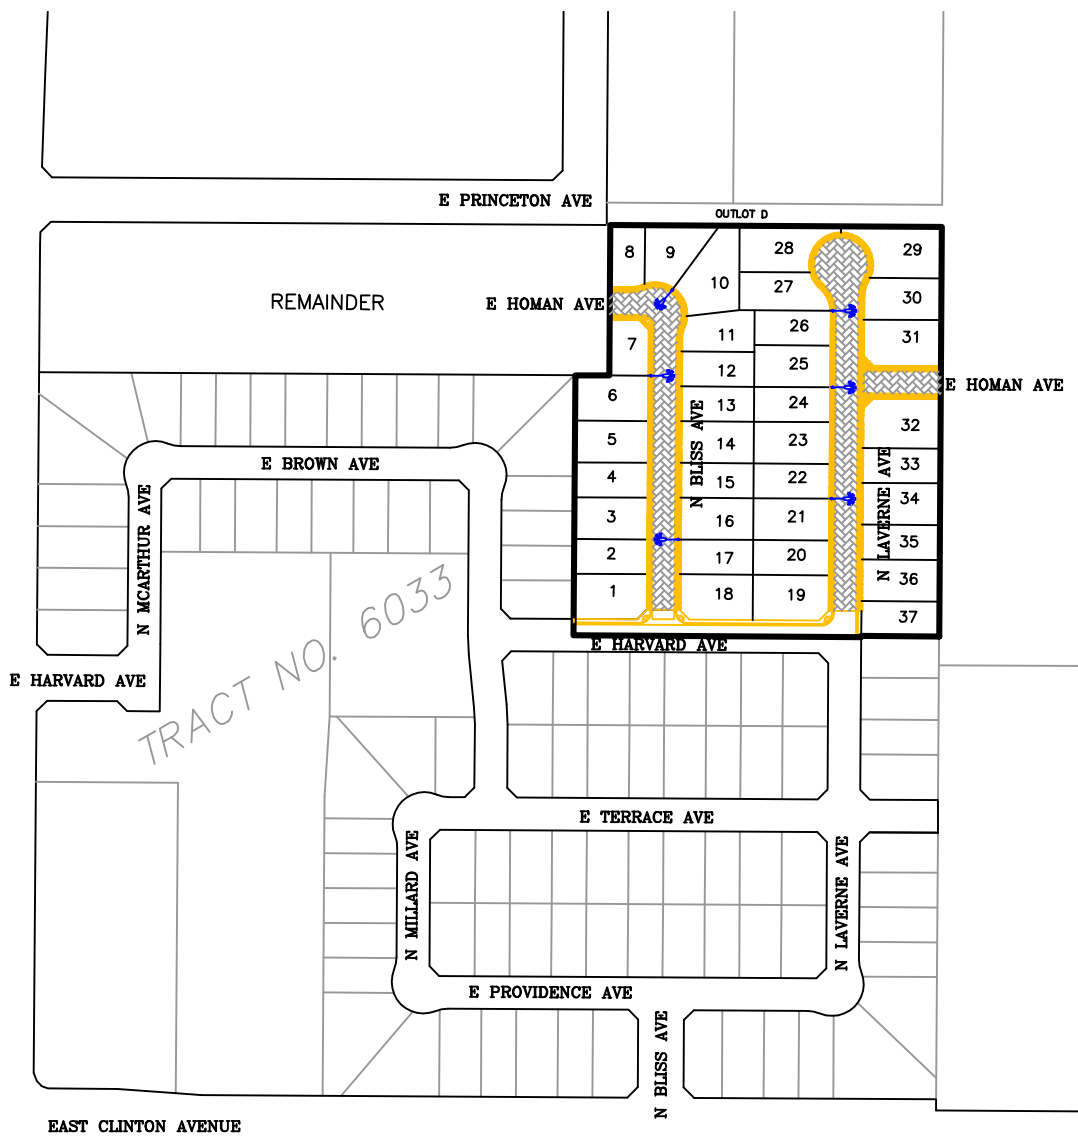 E PRINCETON AVE
OUTLOT D
8
9
28
29
10
27
30
REMAINDER
E HOMAN AVE
7
11
26
31
12
25
E HOMAN AVE
6
13
24
N BLISS AVE
5
14
23
32
E BROWN AVE
4
15
22
33
N LAVERNE AVE
N MCARTHUR AVE
3
16
21
34
2
17
20
35
1
18
19
36
37
TRACT NO. 6033
E HARVARD AVE
E HARVARD AVE
E TERRACE AVE
N MILLARD AVE
N LAVERNE AVE
E PROVIDENCE AVE
N BLISS AVE
EAST CLINTON AVENUE